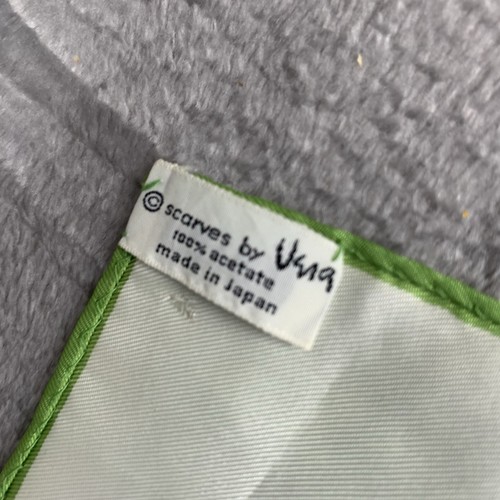 © scarves by Vera
100% acetate
made in japan